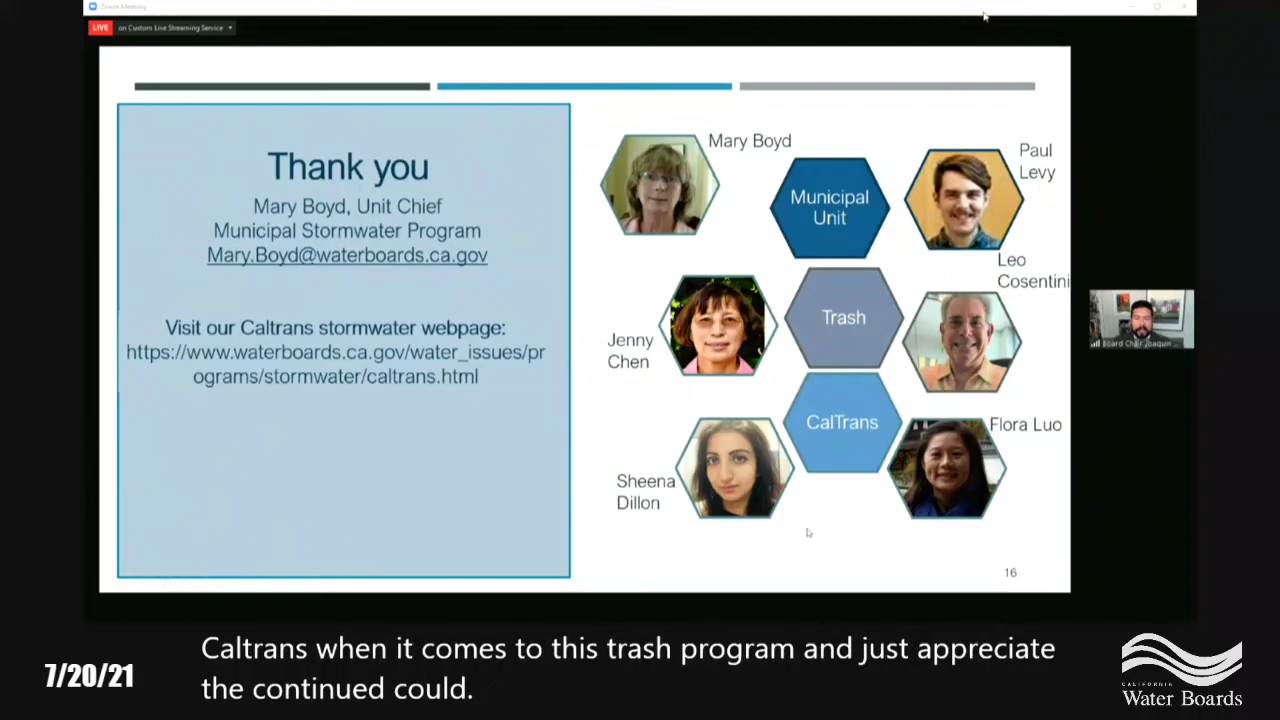 Zoom Meeting
LIVE
on Custom Live Streaming Service
Thank you
Mary Boyd, Unit Chief
Municipal Stormwater Program
Mary.Boyd@waterboards.ca.gov
Visit our Caltrans stormwater webpage:
https://www.waterboards.ca.gov/water_issues/pr
ograms/stormwater/caltrans.html
Mary Boyd
Municipal
Unit
Paul
Levy
Jenny
Chen
Trash
Leo
Cosentini
Sheena
Dillon
CalTrans
Flora Luo
16
Board Chair Joaquin ...
7/20/21
Caltrans when it comes to this trash program and just appreciate
the continued could.
CALIFORNIA
Water Boards